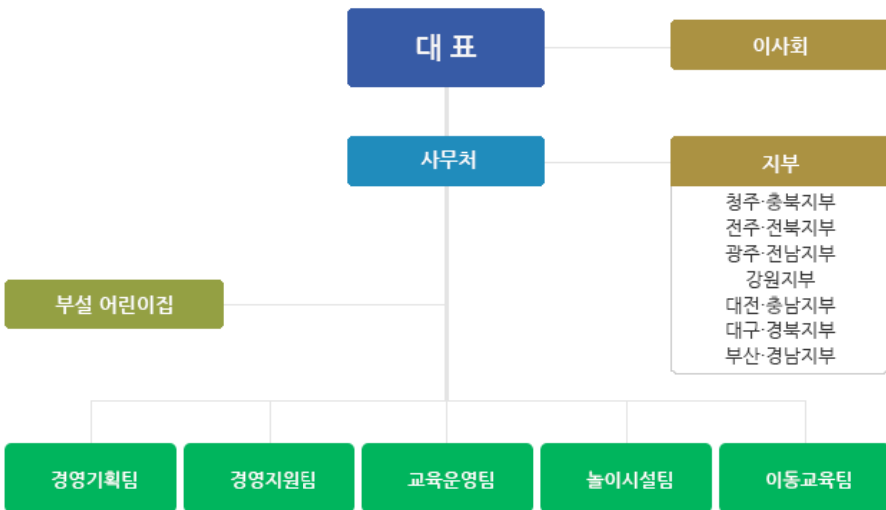 대표
이사회
사무처
지부
청주·충북지부
전주·전북지부
광주·전남지부
강원지부
대전·충남지부
대구·경북지부
부산·경남지부
부설 어린이집
경영기획팀
경영지원팀
교육운영팀
놀이시설팀
이동교육팀